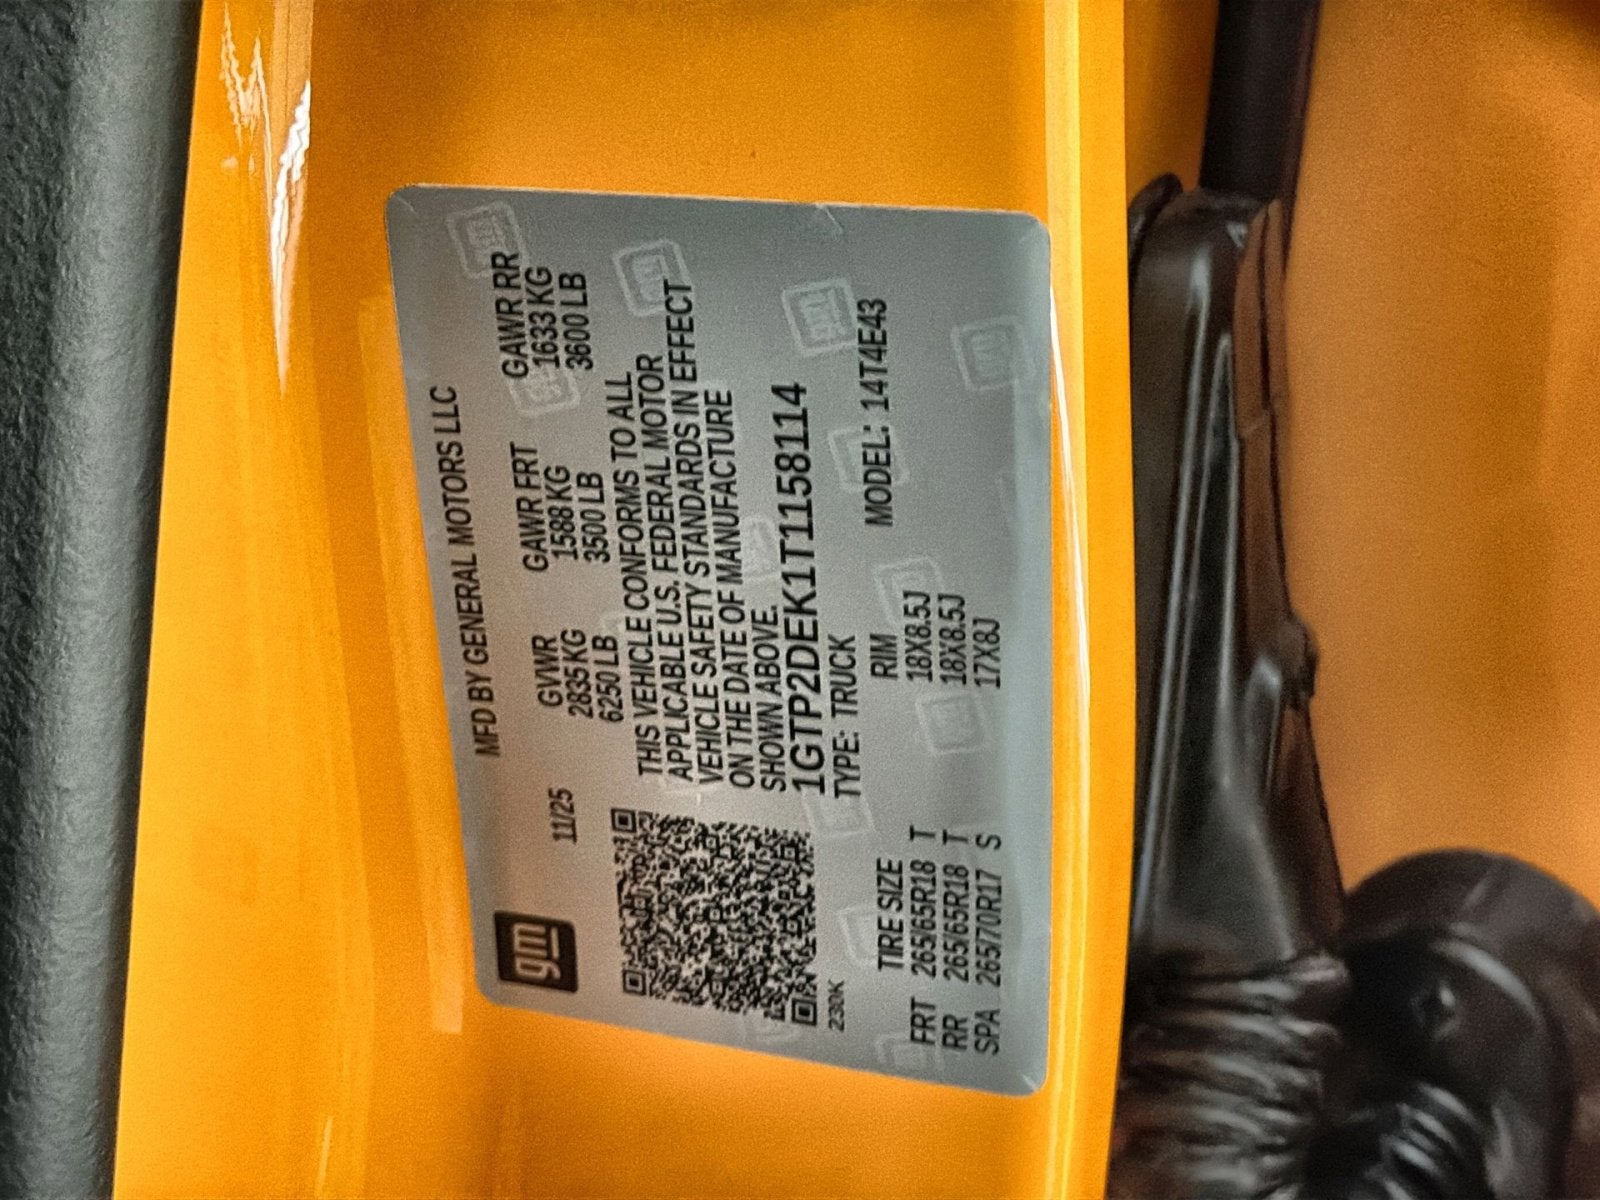 gm
MFD BY GENERAL MOTORS LLC
11/25
GVWR GAWR FRT GAWR RR
2835 KG 1588 KG 1633 KG
6250 LB 3500 LB 3600 LB
THIS VEHICLE CONFORMS TO ALL
APPLICABLE U.S. FEDERAL MOTOR
VEHICLE SAFETY STANDARDS IN EFFECT
ON THE DATE OF MANUFACTURE
SHOWN ABOVE.
1GTP2DEK1T1158114
TYPE: TRUCK MODEL: 14T4E43
230K
TIRE SIZE RIM
FRT 265/65R18 T 18X8.5J
RR 265/65R18 T 18X8.5J
SPA 265/70R17 S 17X8J